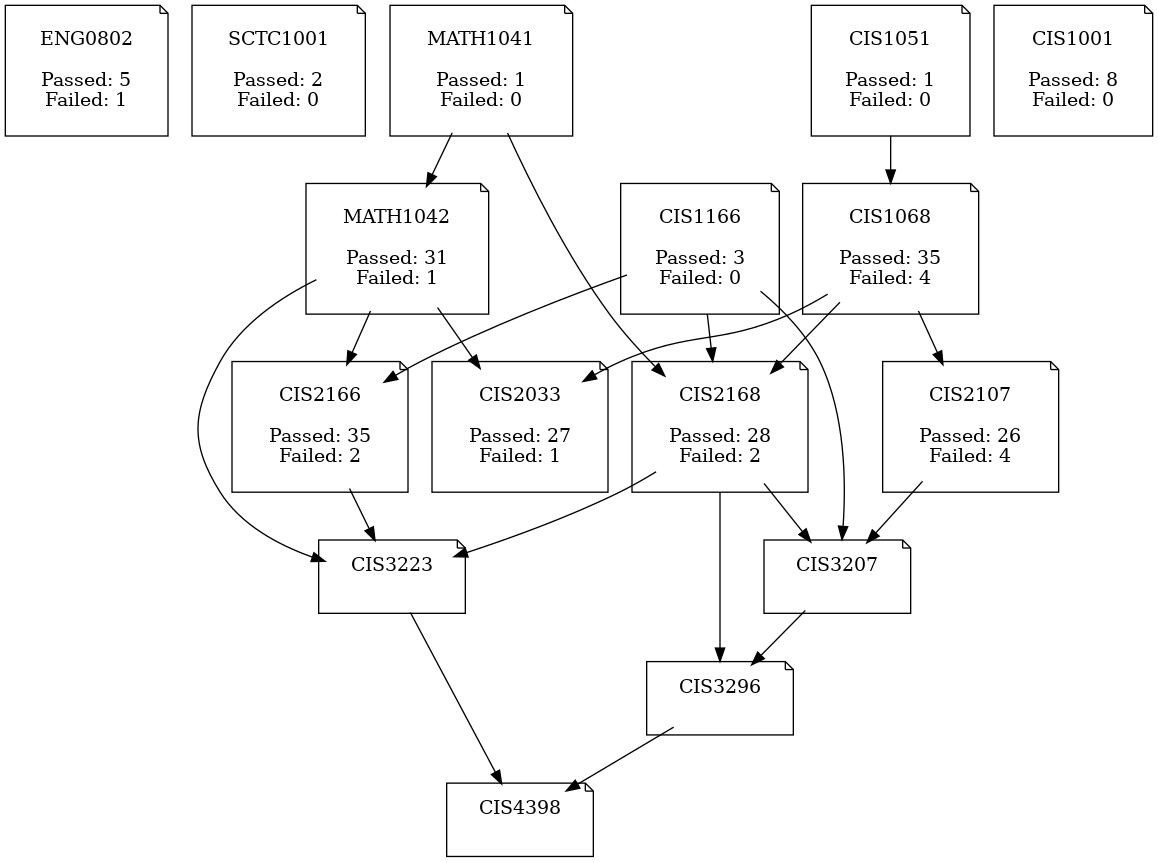 ENG0802
Passed: 5
Failed: 1
SCTC1001
Passed: 2
Failed: 0
MATH1041
Passed: 1
Failed: 0
CIS1051
Passed: 1
Failed: 0
CIS1001
Passed: 8
Failed: 0
MATH1042
Passed: 31
Failed: 1
CIS1166
Passed: 3
Failed: 0
CIS1068
Passed: 35
Failed: 4
CIS2166
Passed: 35
Failed: 2
CIS2033
Passed: 27
Failed: 1
CIS2168
Passed: 28
Failed: 2
CIS2107
Passed: 26
Failed: 4
CIS3223
CIS3207
CIS3296
CIS4398